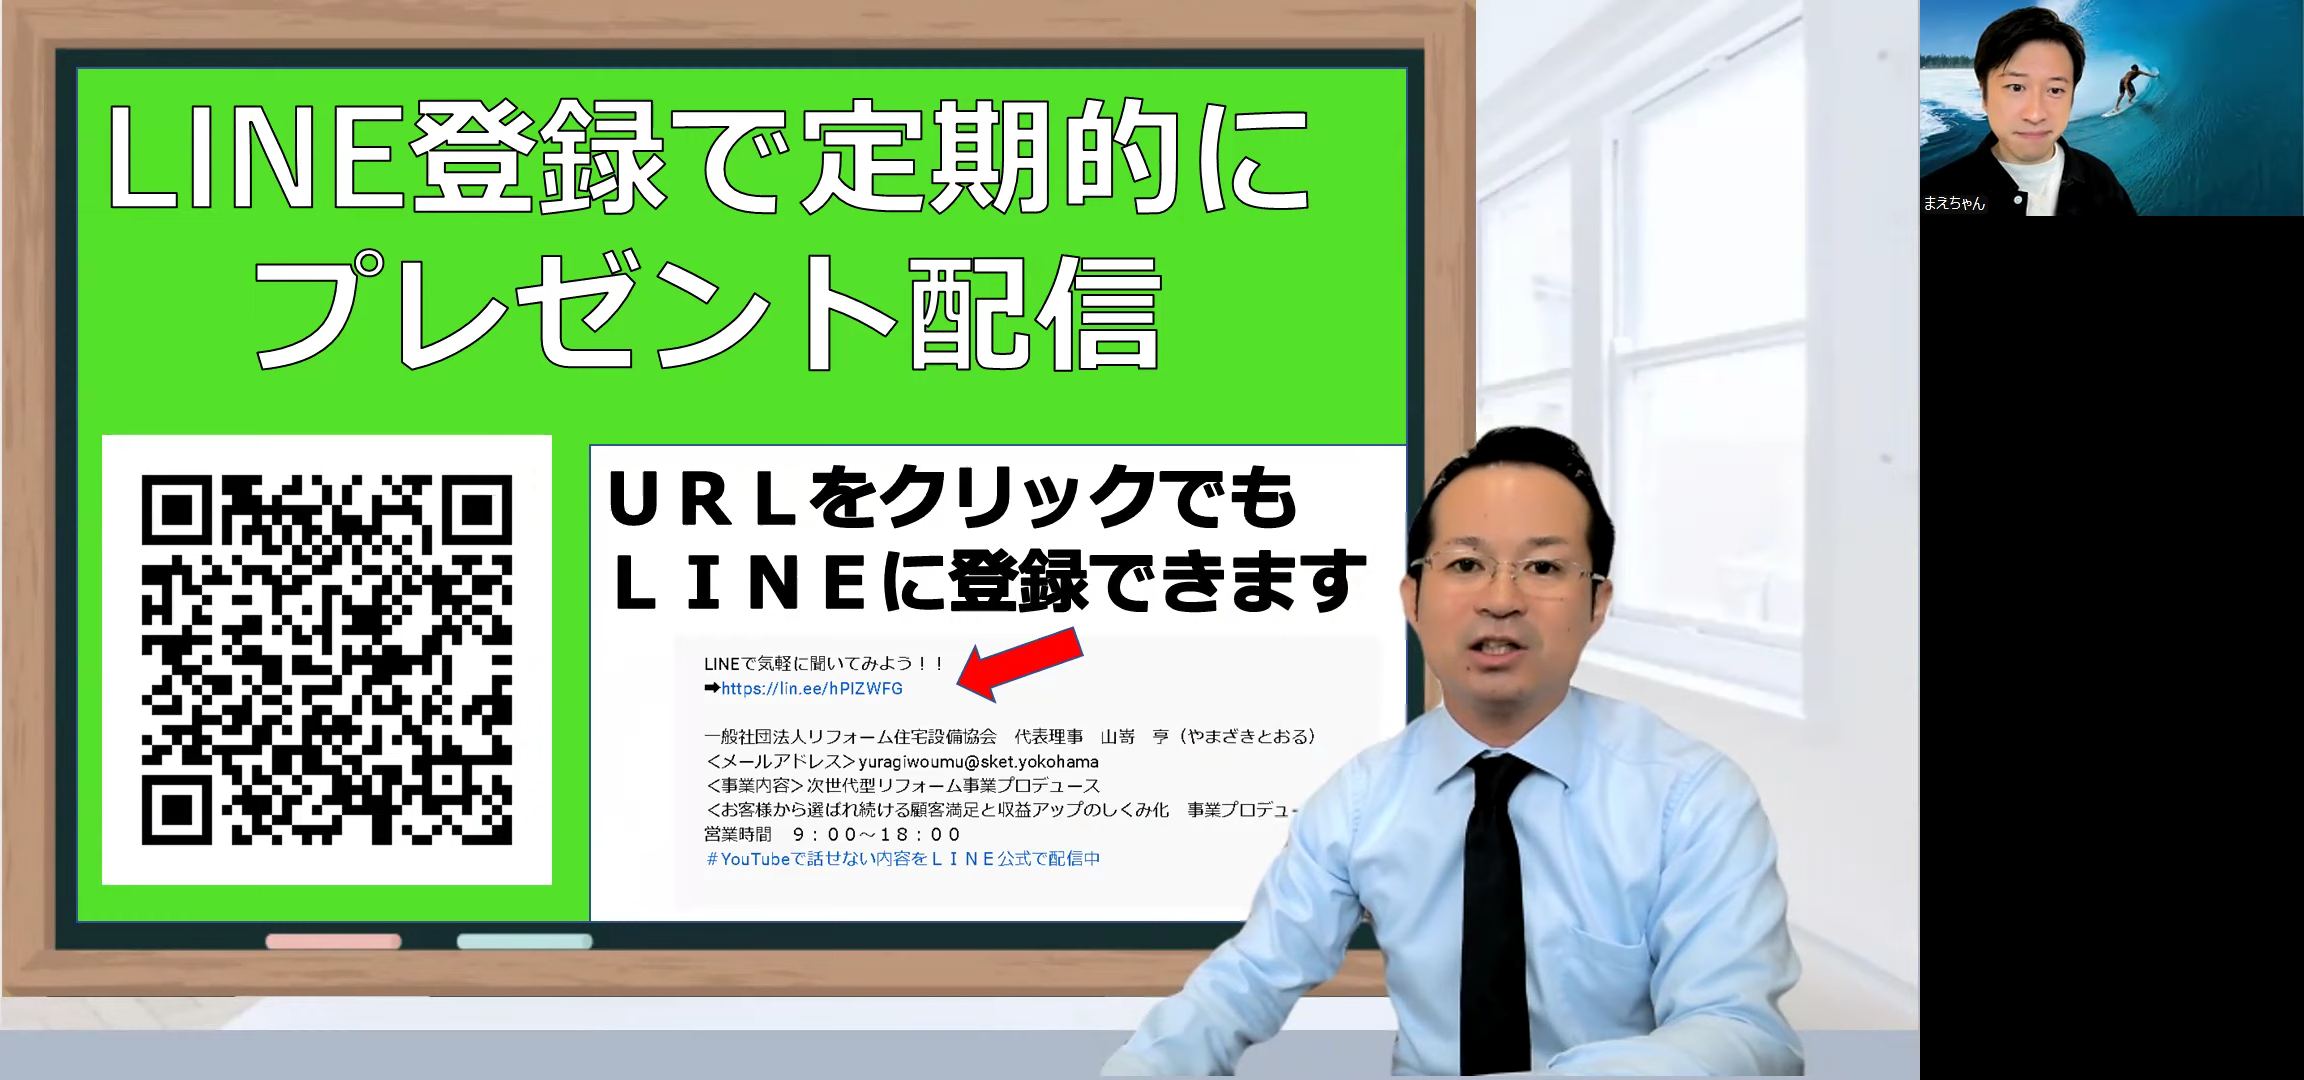 LINE登録で定期的に
プレゼント配信
ＵＲＬをクリックでも
ＬＩＮＥに登録できます
LINEで気軽に聞いてみよう！！
➡https://lin.ee/hPIZWFG
一般社団法人リフォーム住宅設備協会　代表理事　山嵜　亨（やまざきとおる）
＜メールアドレス＞yuragiwoumu@sket.yokohama
＜事業内容＞次世代型リフォーム事業プロデュース
＜お客様から選ばれ続ける顧客満足と収益アップのしくみ化　事業プロデュー
営業時間　９：００～１８：００
＃YouTubeで話せない内容をＬＩＮＥ公式で配信中
まえちゃん